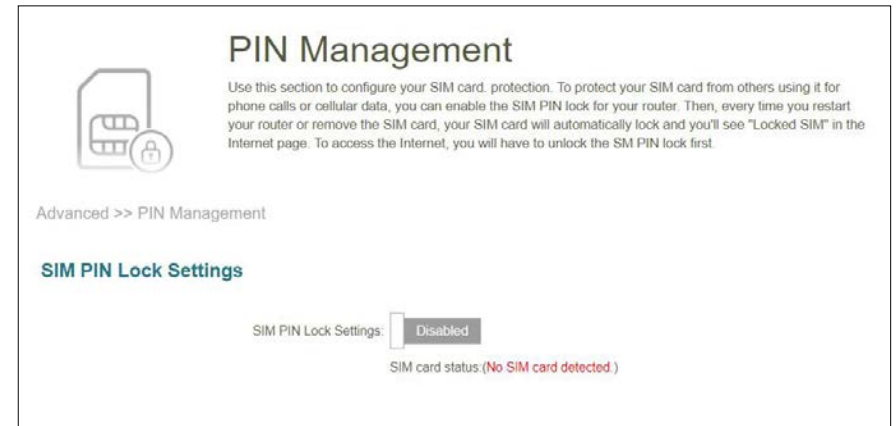 PIN Management
Use this section to configure your SIM card. protection. To protect your SIM card from others using it for
phone calls or cellular data, you can enable the SIM PIN lock for your router. Then, every time you restart
your router or remove the SIM card, your SIM card will automatically lock and you'll see "Locked SIM" in the
Internet page. To access the Internet, you will have to unlock the SM PIN lock first.
Advanced >> PIN Management
SIM PIN Lock Settings
SIM PIN Lock Settings: Disabled
SIM card status:(No SIM card detected.)